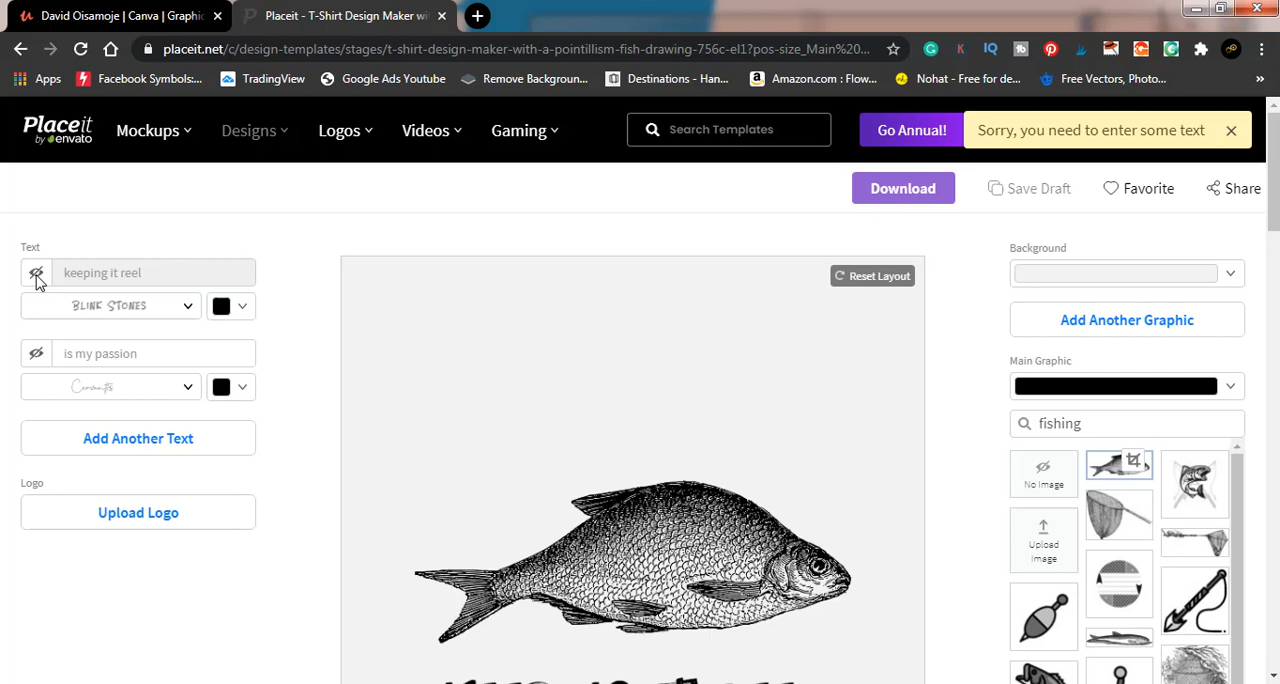 David Oisamoje | Canva | Graphic
Placeit - T-Shirt Design Maker wi
placeit.net/c/design-templates/stages/t-shirt-design-maker-with-a-pointillism-fish-drawing-756c-el1?pos-size_Main%20...
Apps
Facebook Symbols:...
TradingView
Google Ads Youtube
Remove Backgroun...
Destinations - Han...
Amazon.com : Flow...
Nohat - Free for de...
Free Vectors, Photo...
»
Placeit
by envato
Mockups
Designs
Logos
Videos
Gaming
Search Templates
Go Annual!
Sorry, you need to enter some text
Download
Save Draft
Favorite
Share
Text
keeping it reel
BLINK STONES
is my passion
Cervanttis
Add Another Text
Logo
Upload Logo
Reset Layout
Background
Add Another Graphic
Main Graphic
fishing
No Image
Upload
Image